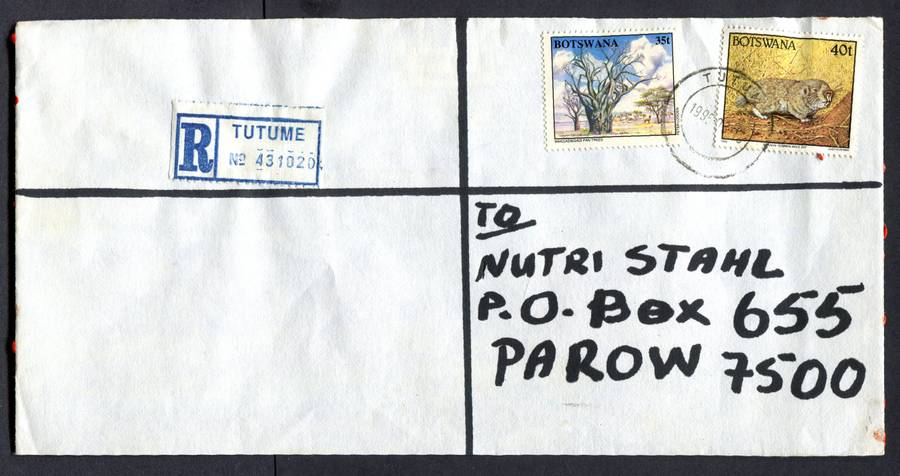 BOTSWANA 35t
BOTSWANA 40t
TUTUME
R
TUTUME
No 431020
TO
NUTRI STAHL
P.O. Box 655
PAROW 7500